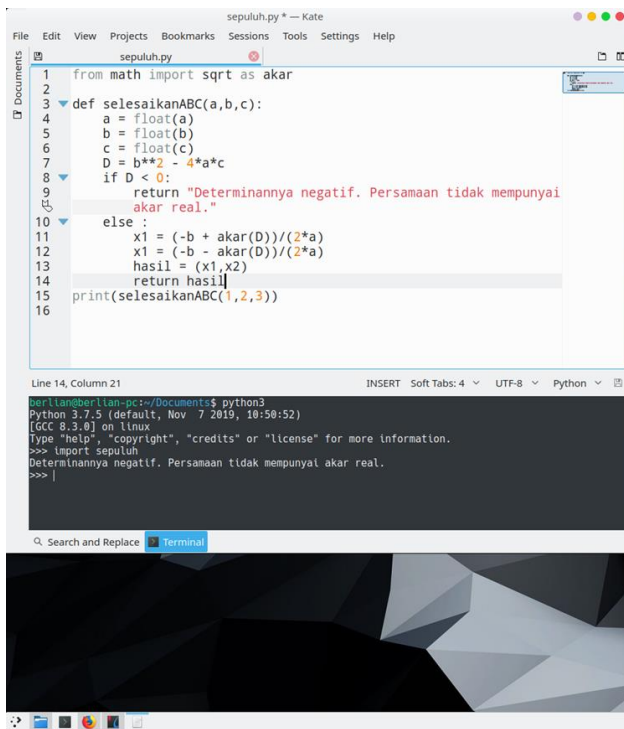 sepuluh.py * — Kate
File Edit View Projects Bookmarks Sessions Tools Settings Help
Documents
sepuluh.py
1 from math import sqrt as akar
2
3 def selesaikanABC(a,b,c):
4 a = float(a)
5 b = float(b)
6 c = float(c)
7 D = b**2 - 4*a*c
8 if D < 0:
9 return "Determinannya negatif. Persamaan tidak mempunyai
akar real."
10 else :
11 x1 = (-b + akar(D))/(2*a)
12 x1 = (-b - akar(D))/(2*a)
13 hasil = (x1,x2)
14 return hasil
15 print(selesaikanABC(1,2,3))
16
Line 14, Column 21 INSERT Soft Tabs: 4 UTF-8 Python
berlian@berlian-pc:~/Documents$ python3
Python 3.7.5 (default, Nov 7 2019, 10:50:52)
[GCC 8.3.0] on linux
Type "help", "copyright", "credits" or "license" for more information.
>>> import sepuluh
Determinannya negatif. Persamaan tidak mempunyai akar real.
>>>
Search and Replace Terminal